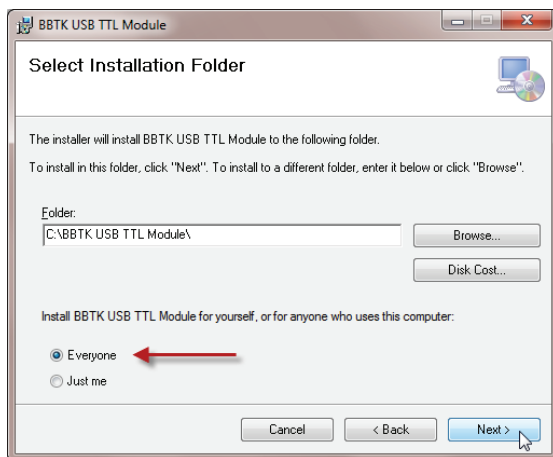 BBTK USB TTL Module
Select Installation Folder
The installer will install BBTK USB TTL Module to the following folder.
To install in this folder, click "Next". To install to a different folder, enter it below or click "Browse".
Folder:
C:\BBTK USB TTL Module\
Browse...
Disk Cost...
Install BBTK USB TTL Module for yourself, or for anyone who uses this computer:
Everyone
Just me
Cancel
< Back
Next >